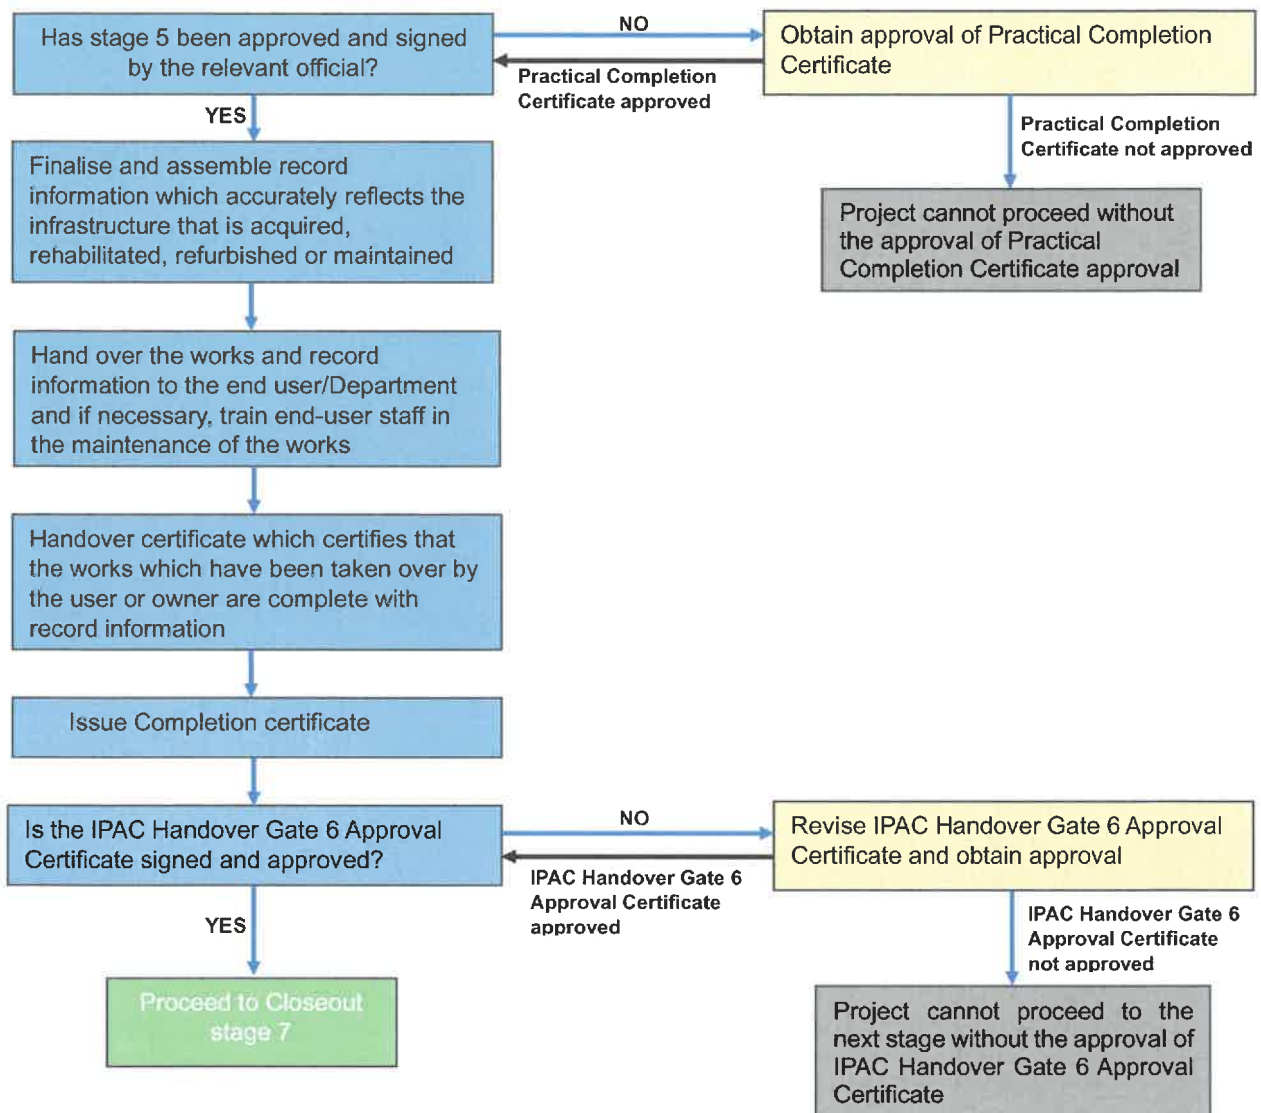 Has stage 5 been approved and signed
by the relevant official?
NO
Obtain approval of Practical Completion
Certificate
Practical Completion
Certificate approved
YES
Practical Completion
Certificate not approved
Finalise and assemble record
information which accurately reflects the
infrastructure that is acquired,
rehabilitated, refurbished or maintained
Project cannot proceed without
the approval of Practical
Completion Certificate approval
Hand over the works and record
information to the end user/Department
and if necessary, train end-user staff in
the maintenance of the works
Handover certificate which certifies that
the works which have been taken over by
the user or owner are complete with
record information
Issue Completion certificate
Is the IPAC Handover Gate 6 Approval
Certificate signed and approved?
NO
Revise IPAC Handover Gate 6 Approval
Certificate and obtain approval
IPAC Handover Gate 6
Approval Certificate
approved
YES
IPAC Handover Gate 6
Approval Certificate
not approved
Proceed to Closeout
stage 7
Project cannot proceed to the
next stage without the approval of
IPAC Handover Gate 6 Approval
Certificate